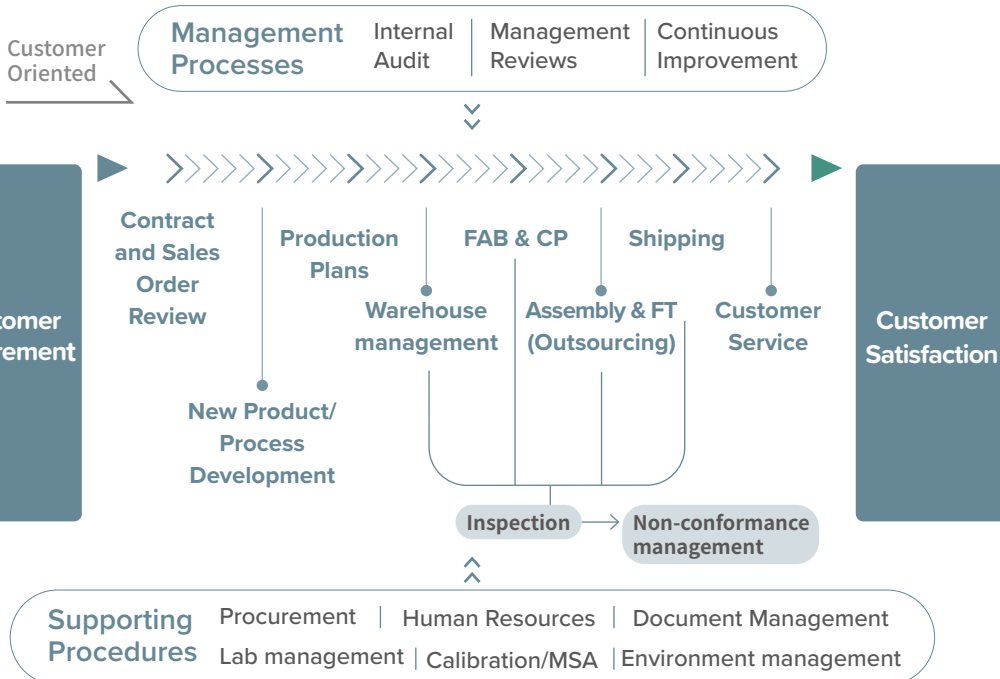 Customer
Oriented
Management
Processes
Internal
Audit
Management
Reviews
Continuous
Improvement
Contract
and Sales
Order
Review
Production
Plans
FAB & CP
Shipping
Warehouse
management
Assembly & FT
(Outsourcing)
Customer
Service
tomer
rement
Customer
Satisfaction
New Product/
Process
Development
Inspection
Non-conformance
management
Supporting
Procedures
Procurement
Human Resources
Document Management
Lab management
Calibration/MSA
Environment management